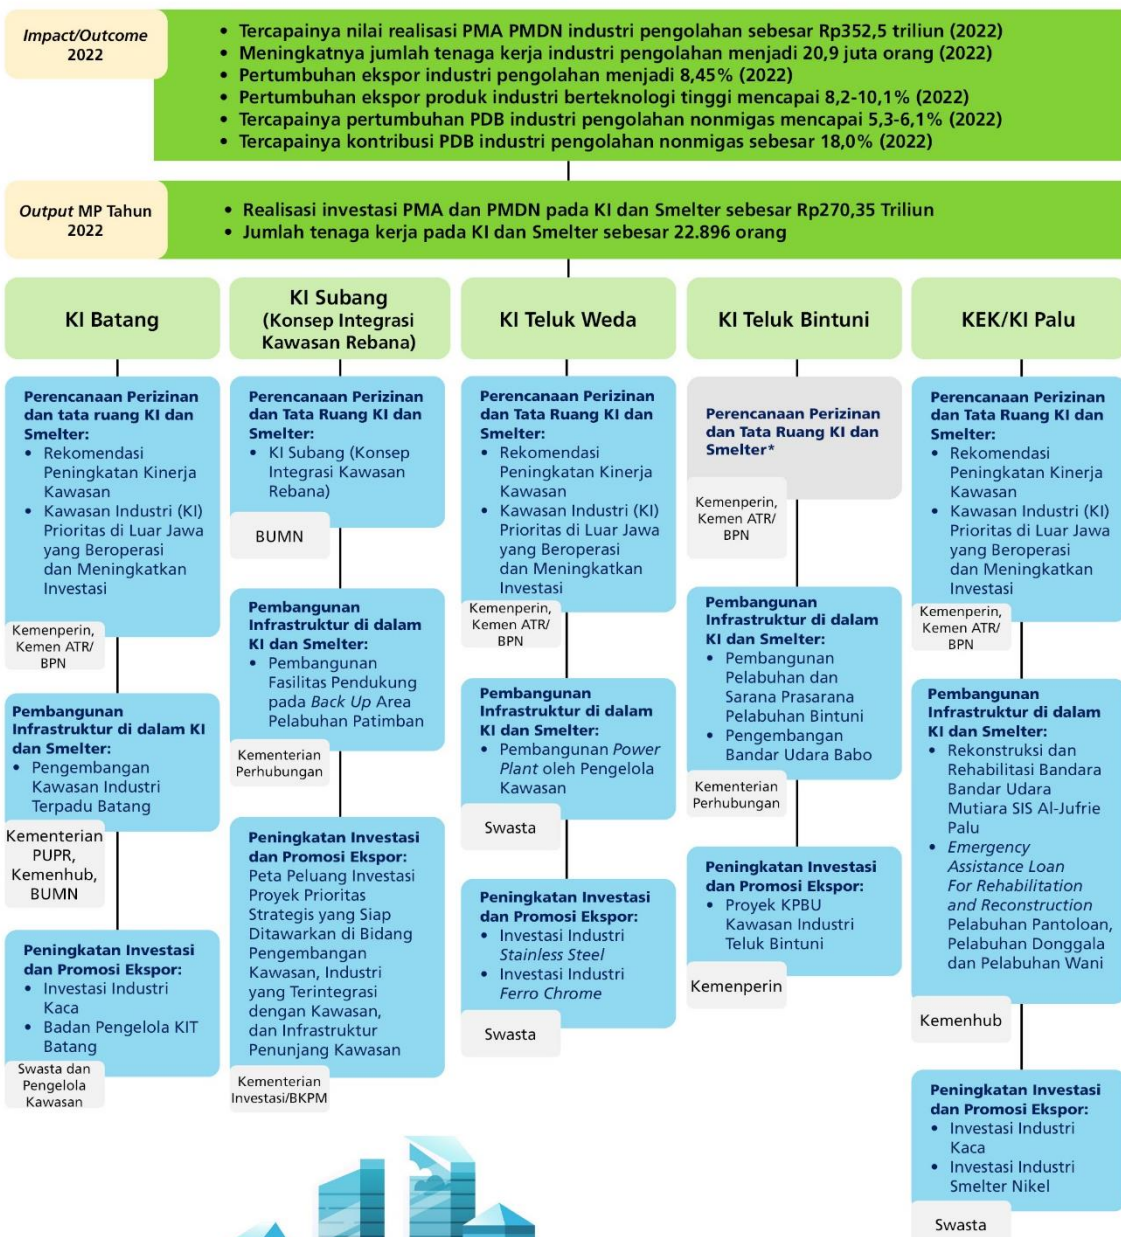 Impact/Outcome
2022
• Tercapainya nilai realisasi PMA PMDN industri pengolahan sebesar Rp352,5 triliun (2022)
• Meningkatnya jumlah tenaga kerja industri pengolahan menjadi 20,9 juta orang (2022)
• Pertumbuhan ekspor industri pengolahan menjadi 8,45% (2022)
• Pertumbuhan ekspor produk industri berteknologi tinggi mencapai 8,2-10,1% (2022)
• Tercapainya pertumbuhan PDB industri pengolahan nonmigas mencapai 5,3-6,1% (2022)
• Tercapainya kontribusi PDB industri pengolahan nonmigas sebesar 18,0% (2022)
Output MP Tahun
2022
• Realisasi investasi PMA dan PMDN pada KI dan Smelter sebesar Rp270,35 Triliun
• Jumlah tenaga kerja pada KI dan Smelter sebesar 22.896 orang
KI Batang
Perencanaan Perizinan
dan tata ruang KI dan
Smelter:
• Rekomendasi
Peningkatan Kinerja
Kawasan
• Kawasan Industri (KI)
Prioritas di Luar Jawa
yang Beroperasi
dan Meningkatkan
Investasi
Kemenperin,
Kemen ATR/
BPN
Pembangunan
Infrastruktur di dalam KI
dan Smelter:
• Pengembangan
Kawasan Industri
Terpadu Batang
Kementerian
PUPR,
Kemenhub,
BUMN
Peningkatan Investasi
dan Promosi Ekspor:
• Investasi Industri
Kaca
• Badan Pengelola KIT
Batang
Swasta dan
Pengelola
Kawasan
KI Subang
(Konsep Integrasi
Kawasan Rebana)
Perencanaan Perizinan
dan Tata Ruang KI dan
Smelter:
• KI Subang (Konsep
Integrasi Kawasan
Rebana)
BUMN
Pembangunan
Infrastruktur di dalam
KI dan Smelter:
• Pembangunan
Fasilitas Pendukung
pada Back Up Area
Pelabuhan Patimban
Kementerian
Perhubungan
Peningkatan Investasi
dan Promosi Ekspor:
Peta Peluang Investasi
Proyek Prioritas
Strategis yang Siap
Ditawarkan di Bidang
Pengembangan
Kawasan, Industri
yang Terintegrasi
dengan Kawasan,
dan Infrastruktur
Penunjang Kawasan
Kementerian
Investasi/BKPM
KI Teluk Weda
Perencanaan Perizinan
dan Tata Ruang KI dan
Smelter:
• Rekomendasi
Peningkatan Kinerja
Kawasan
• Kawasan Industri (KI)
Prioritas di Luar Jawa
yang Beroperasi
dan Meningkatkan
Investasi
Kemenperin,
Kemen ATR/
BPN
Pembangunan
Infrastruktur di dalam
KI dan Smelter:
• Pembangunan Power
Plant oleh Pengelola
Kawasan
Swasta
Peningkatan Investasi
dan Promosi Ekspor:
• Investasi Industri
Stainless Steel
• Investasi Industri
Ferro Chrome
Swasta
KI Teluk Bintuni
Perencanaan Perizinan
dan Tata Ruang KI dan
Smelter*
Kemenperin,
Kemen ATR/
BPN
Pembangunan
Infrastruktur di dalam
KI dan Smelter:
• Pembangunan
Pelabuhan dan
Sarana Prasarana
Pelabuhan Bintuni
• Pengembangan
Bandar Udara Babo
Kementerian
Perhubungan
Peningkatan Investasi
dan Promosi Ekspor:
• Proyek KPBU
Kawasan Industri
Teluk Bintuni
Kemenperin
KEK/KI Palu
Perencanaan Perizinan
dan Tata Ruang KI dan
Smelter:
• Rekomendasi
Peningkatan Kinerja
Kawasan
• Kawasan Industri (KI)
Prioritas di Luar Jawa
yang Beroperasi
dan Meningkatkan
Investasi
Kemenperin,
Kemen ATR/
BPN
Pembangunan
Infrastruktur di dalam
KI dan Smelter:
• Rekonstruksi dan
Rehabilitasi Bandara
Bandar Udara
Mutiara SIS Al-Jufrie
Palu
• Emergency
Assistance Loan
For Rehabilitation
and Reconstruction
Pelabuhan Pantoloan,
Pelabuhan Donggala
dan Pelabuhan Wani
Kemenhub
Peningkatan Investasi
dan Promosi Ekspor:
• Investasi Industri
Kaca
• Investasi Industri
Smelter Nikel
Swasta